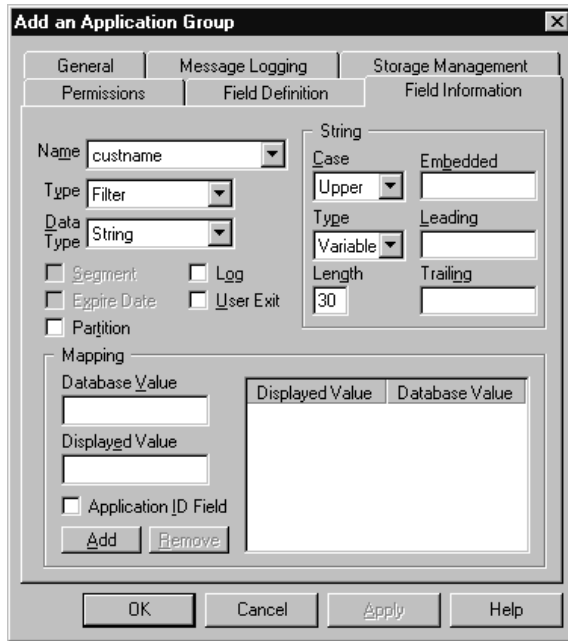 Add an Application Group
General Message Logging Storage Management
Permissions Field Definition Field Information
Name custname
Type Filter
Data Type String
Segment Log
Expire Date User Exit
Partition
String
Case Embedded
Upper
Type Leading
Variable
Length Trailing
30
Mapping
Database Value
Displayed Value
Application ID Field
Add Remove
Displayed Value Database Value
OK Cancel Apply Help